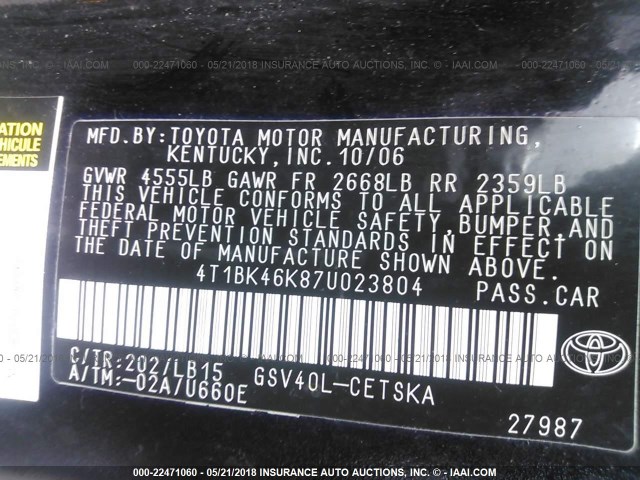 000-22471060 - 05/21/2018 INSURANCE AUTO AUCTIONS, INC. - IAAI.COM
ATION
VEHICULE
NEMENTS
MFD.BY:TOYOTA MOTOR MANUFACTURING,
KENTUCKY,INC.10/06
GVWR 4555LB GAWR FR 2668LB RR 2359LB
THIS VEHICLE CONFORMS TO ALL APPLICABLE
FEDERAL MOTOR VEHICLE SAFETY,BUMPER,AND
THEFT PREVENTION STANDARDS IN EFFECT ON
THE DATE OF MANUFACTURE SHOWN ABOVE.
4T1BK46K87U023804 PASS.CAR
C/TR:202/LB15
A/TM:-02A/U660E
GSV40L-CETSKA
27987
000-22471060 - 05/21/2018 INSURANCE AUTO AUCTIONS, INC. - IAAI.COM